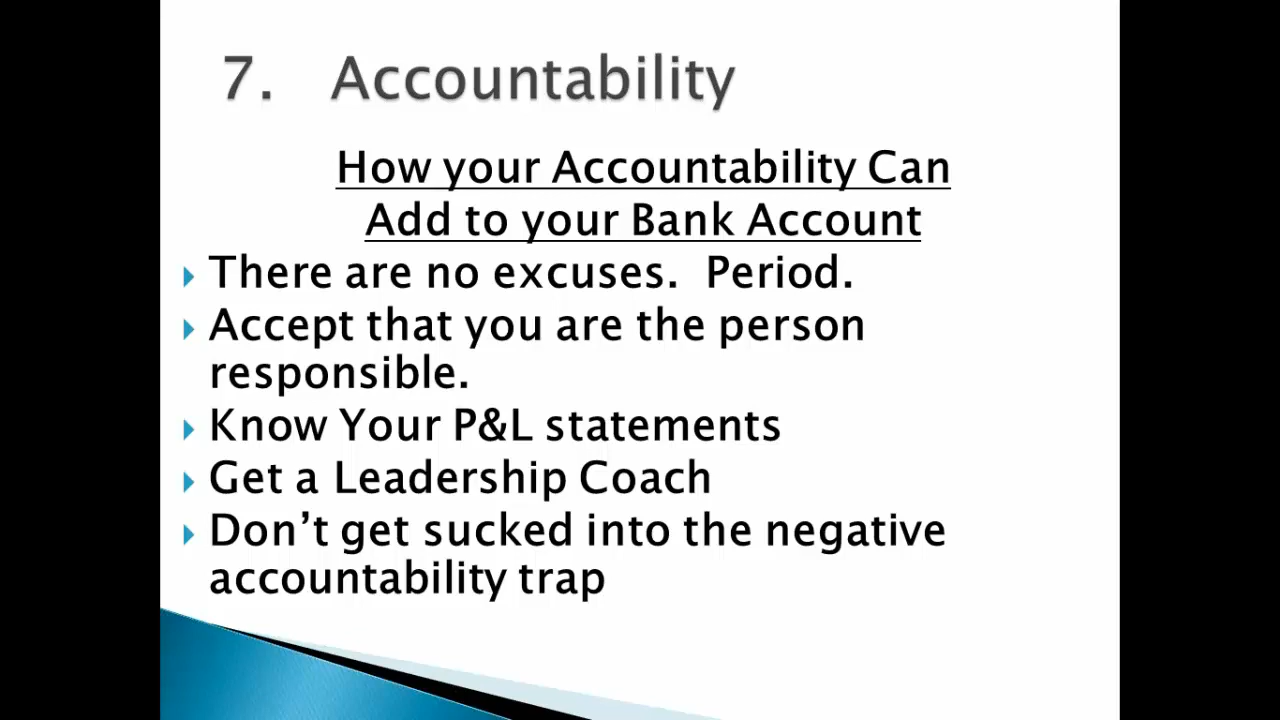 7. Accountability
How your Accountability Can
Add to your Bank Account
There are no excuses. Period.
Accept that you are the person
responsible.
Know Your P&L statements
Get a Leadership Coach
Don’t get sucked into the negative
accountability trap